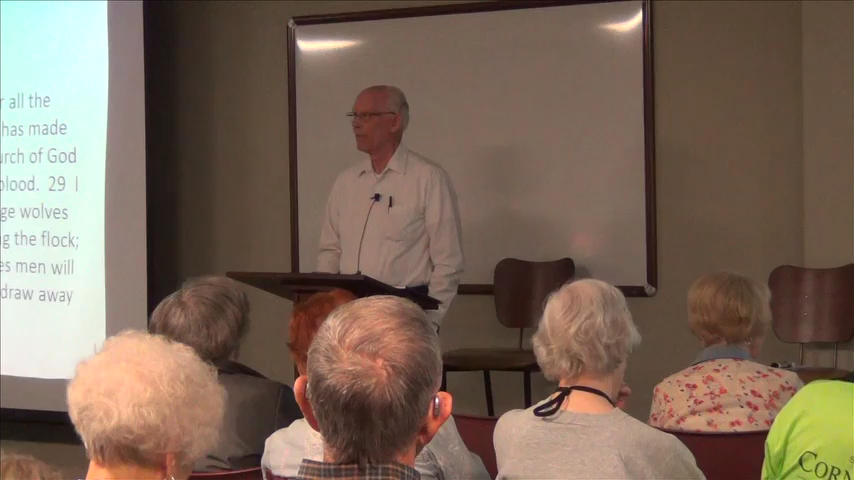 r all the
has made
urch of God
blood. 29 I
ge wolves
ng the flock;
es men will
draw away
CORN